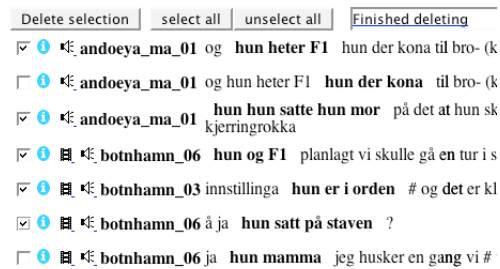 Delete selection select all unselect all Finished deleting
andoeya_ma_01 og hun heter F1 hun der kona til bro- (k
andoeya_ma_01 og hun heter F1 hun der kona til bro- (k
andoeya_ma_01 hun hun satte hun mor på det at hun sk
kjerringrokka
botnhamn_06 hun og F1 planlagt vi skulle gå en tur i s
botnhamn_03 innstillinga hun er i orden # og det er kl
botnhamn_06 å ja hun satt på staven ?
botnhamn_06 ja hun mamma jeg husker en gang vi #